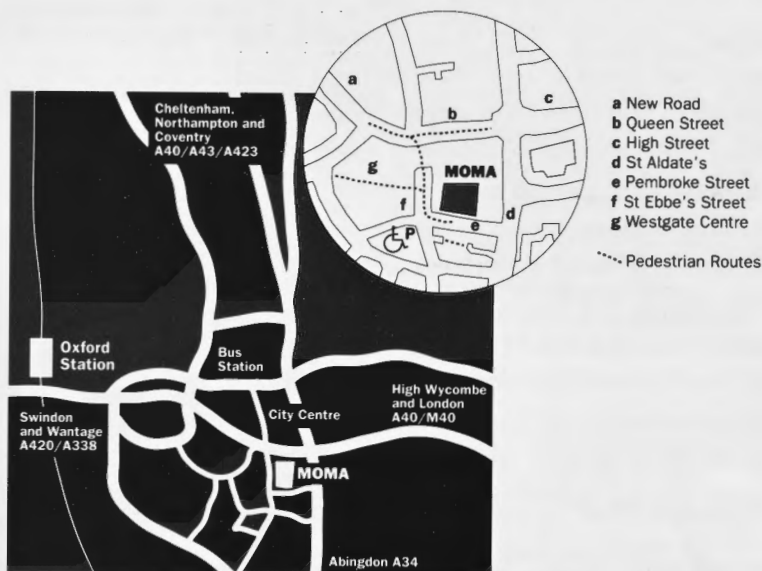 Cheltenham,
Northampton and
Coventry
A40/A43/A423
a
b
c
g
MOMA
f
d
e
P
a New Road
b Queen Street
c High Street
d St Aldate's
e Pembroke Street
f St Ebbe's Street
g Westgate Centre
Pedestrian Routes
Oxford
Station
Bus
Station
City Centre
High Wycombe
and London
A40/M40
Swindon
and Wantage
A420/A338
MOMA
Abingdon A34